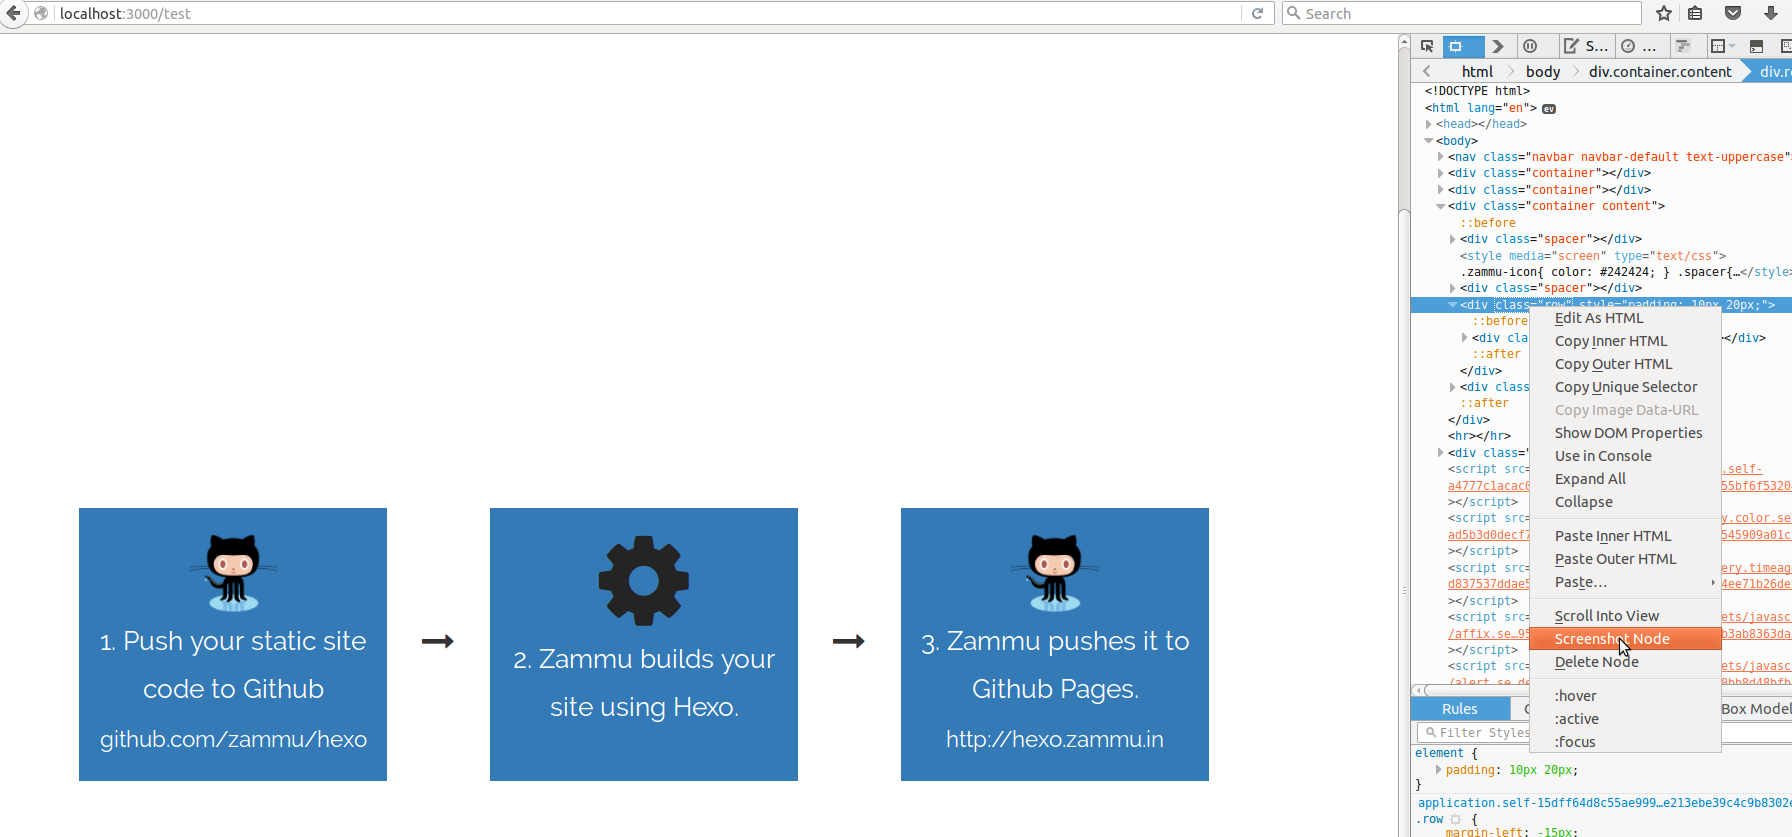 localhost:3000/test
Search
S...
...
html
body
div.container.content
<!DOCTYPE html>
<html lang="en"> ev
<head></head>
<body>
<nav class="navbar navbar-default text-uppercase"
<div class="container"></div>
<div class="container"></div>
<div class="container content">
::before
<div class="spacer"></div>
<style media="screen" type="text/css">
.zammu-icon{ color: #242424; } .spacer{…</style>
<div class="spacer"></div>
<div class="row" style="padding: 10px 20px;">
::before
<div cla
></div>
::after
</div>
<div class
::after
</div>
<hr></hr>
<div class="
<script src=
.self-
a4777c1acac
55bf6f5320
></script>
<script src=
y.color.se
ad5b3d0decf7
545909a01c
></script>
<script src=
ery.timeag
d837537ddae5
4ee71b26de
></script>
<script src=
ets/javasc
/affix.se…95
b3ab8363da
></script>
<script src=
ets/javasc
Edit As HTML
Copy Inner HTML
Copy Outer HTML
Copy Unique Selector
Copy Image Data-URL
Show DOM Properties
Use in Console
Expand All
Collapse
Paste Inner HTML
Paste Outer HTML
Paste…
Scroll Into View
Screenshot Node
Delete Node
:hover
:active
:focus
Rules
Box Model
Filter Styles
element {
padding: 10px 20px;
}
application.self-15dff64d8c55ae999…e213ebe39c4c9b8302
.row {
margin-left: -15px;
1. Push your static site
code to Github
github.com/zammu/hexo
2. Zammu builds your
site using Hexo.
3. Zammu pushes it to
Github Pages.
http://hexo.zammu.in